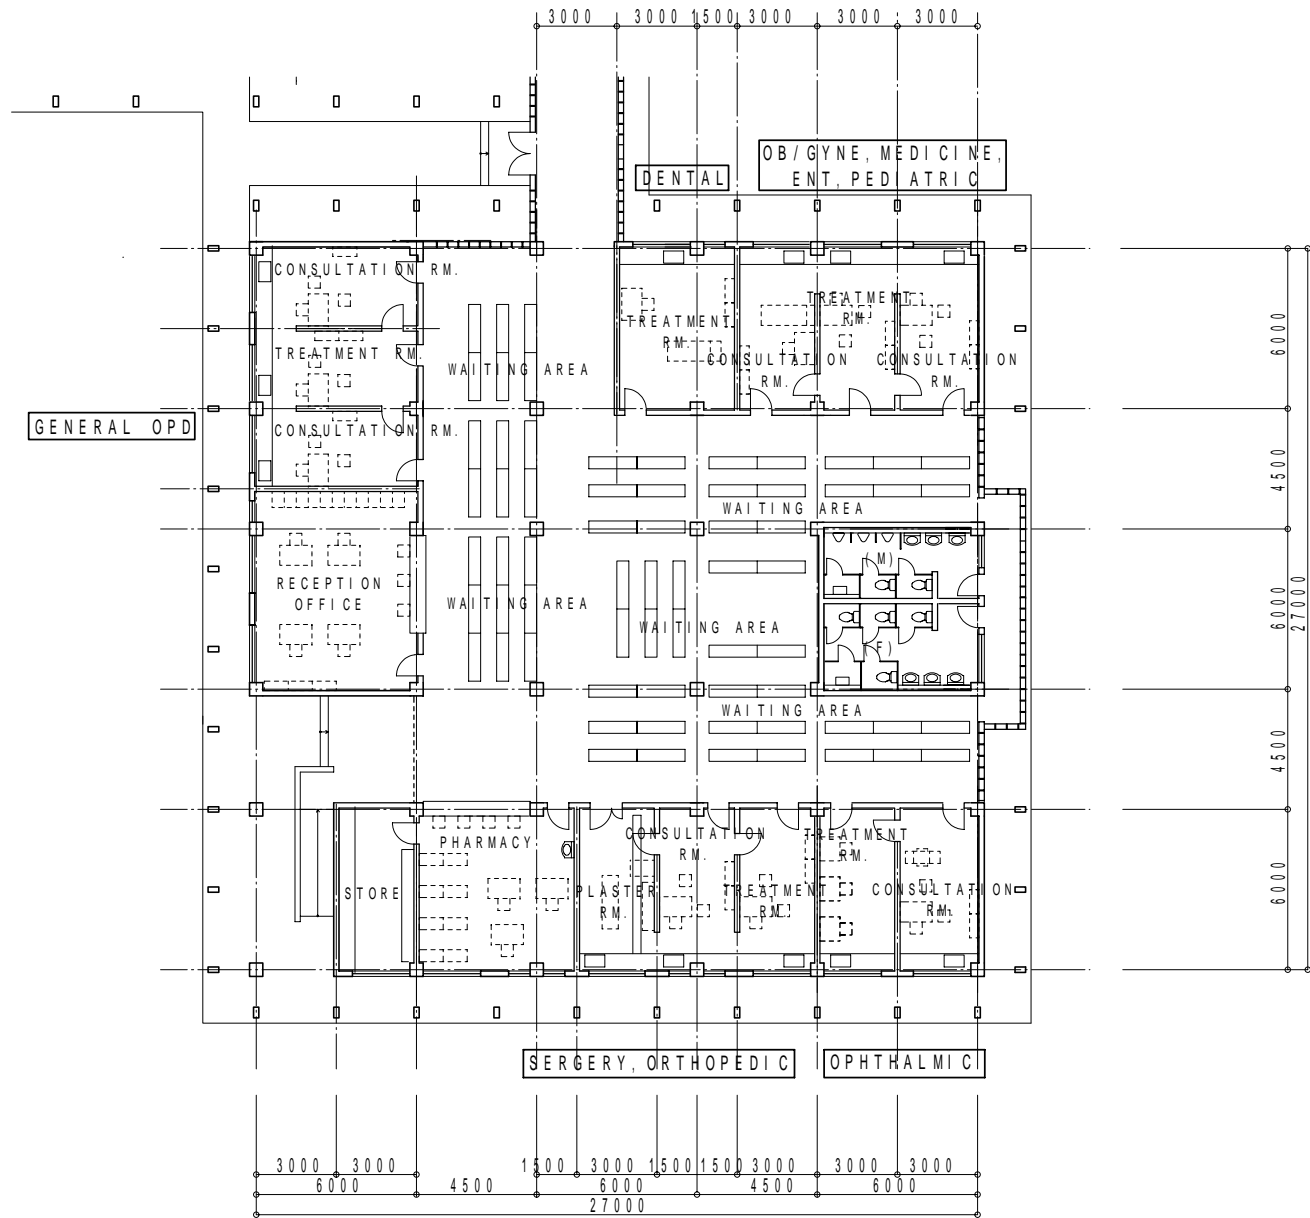 3000 3000 1500 3000 3000 3000
OB/GYNE, MEDICINE,
ENT, PEDIATRIC
DENTAL
CONSULTATION RM.
TREATMENT RM.
CONSULTATION RM.
WAITING AREA
TREATMENT
RM.
TREATMENT
RM.
CONSULTATION
RM.
CONSULTATION
RM.
GENERAL OPD
WAITING AREA
RECEPTION
OFFICE
WAITING AREA
WAITING AREA
(M)
(F)
WAITING AREA
6000
4500
6000
27000
4500
6000
STORE
PHARMACY
PLASTER
RM.
CONSULTATION
RM.
TREATMENT
RM.
TREATMENT
RM.
CONSULTATION
RM.
SERGERY, ORTHOPEDIC
OPHTHALMIC
3000 3000 1500 3000 1500 1500 3000 3000 3000
6000 4500 6000 4500 6000
27000